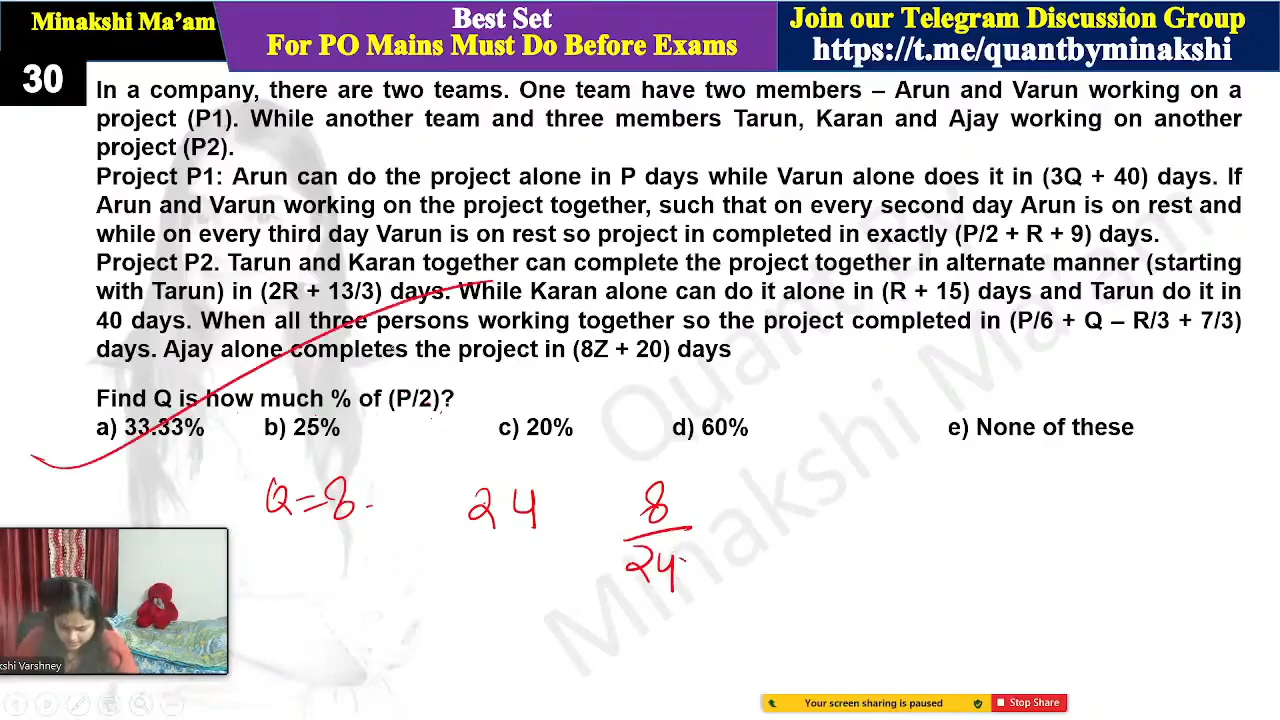 Minakshi Ma'am
Best Set
For PO Mains Must Do Before Exams
Join our Telegram Discussion Group
https://t.me/quantbyminakshi
30
In a company, there are two teams. One team have two members – Arun and Varun working on a
project (P1). While another team and three members Tarun, Karan and Ajay working on another
project (P2).
Project P1: Arun can do the project alone in P days while Varun alone does it in (3Q + 40) days. If
Arun and Varun working on the project together, such that on every second day Arun is on rest and
while on every third day Varun is on rest so project in completed in exactly (P/2 + R + 9) days.
Project P2. Tarun and Karan together can complete the project together in alternate manner (starting
with Tarun) in (2R + 13/3) days. While Karan alone can do it alone in (R + 15) days and Tarun do it in
40 days. When all three persons working together so the project completed in (P/6 + Q – R/3 + 7/3)
days. Ajay alone completes the project in (8Z + 20) days
Find Q is how much % of (P/2)?
a) 33.33% b) 25% c) 20% d) 60% e) None of these
Q=8. 24 8
24
Quant By
Minakshi Mam
kshi Varshney
Your screen sharing is paused Stop Share